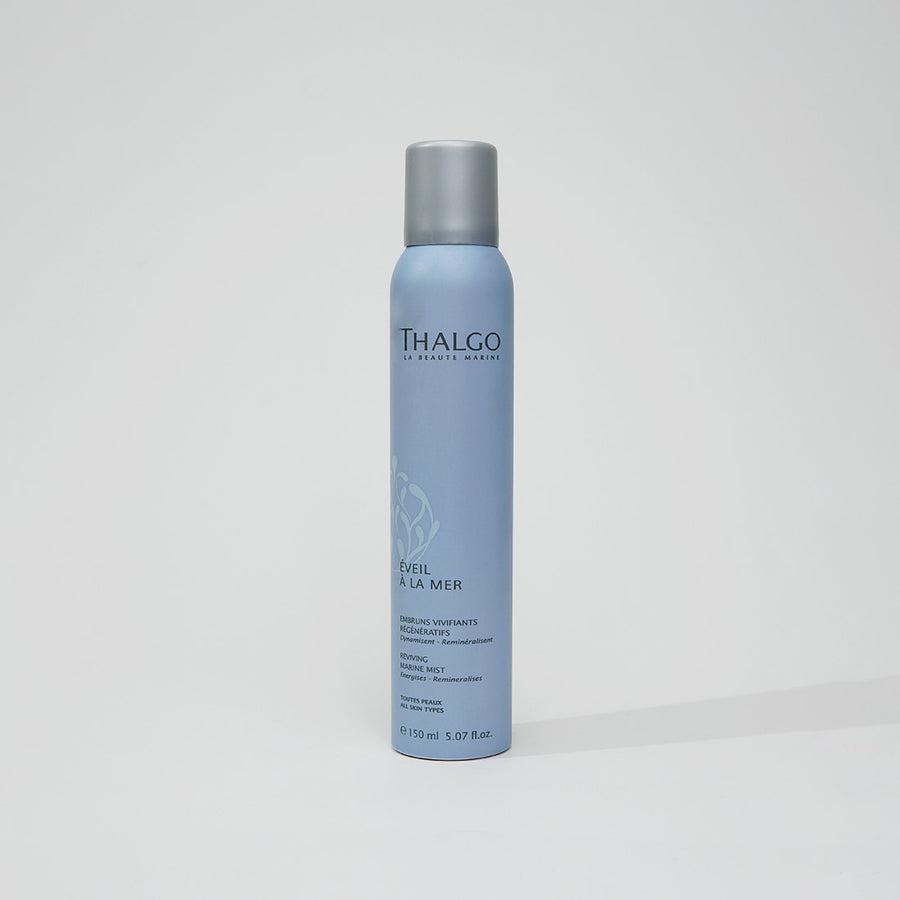 THALGO
LA BEAUTE MARINE
ÉVEIL
À LA MER
EMBRUNS VIVIFIANTS
RÉGÉNÉRATIFS
Dynamisent - Reminéralisent
REVIVING
MARINE MIST
Energises - Remineralises
TOUTES PEAUX
ALL SKIN TYPES
℮ 150 ml 5.07 fl.oz.